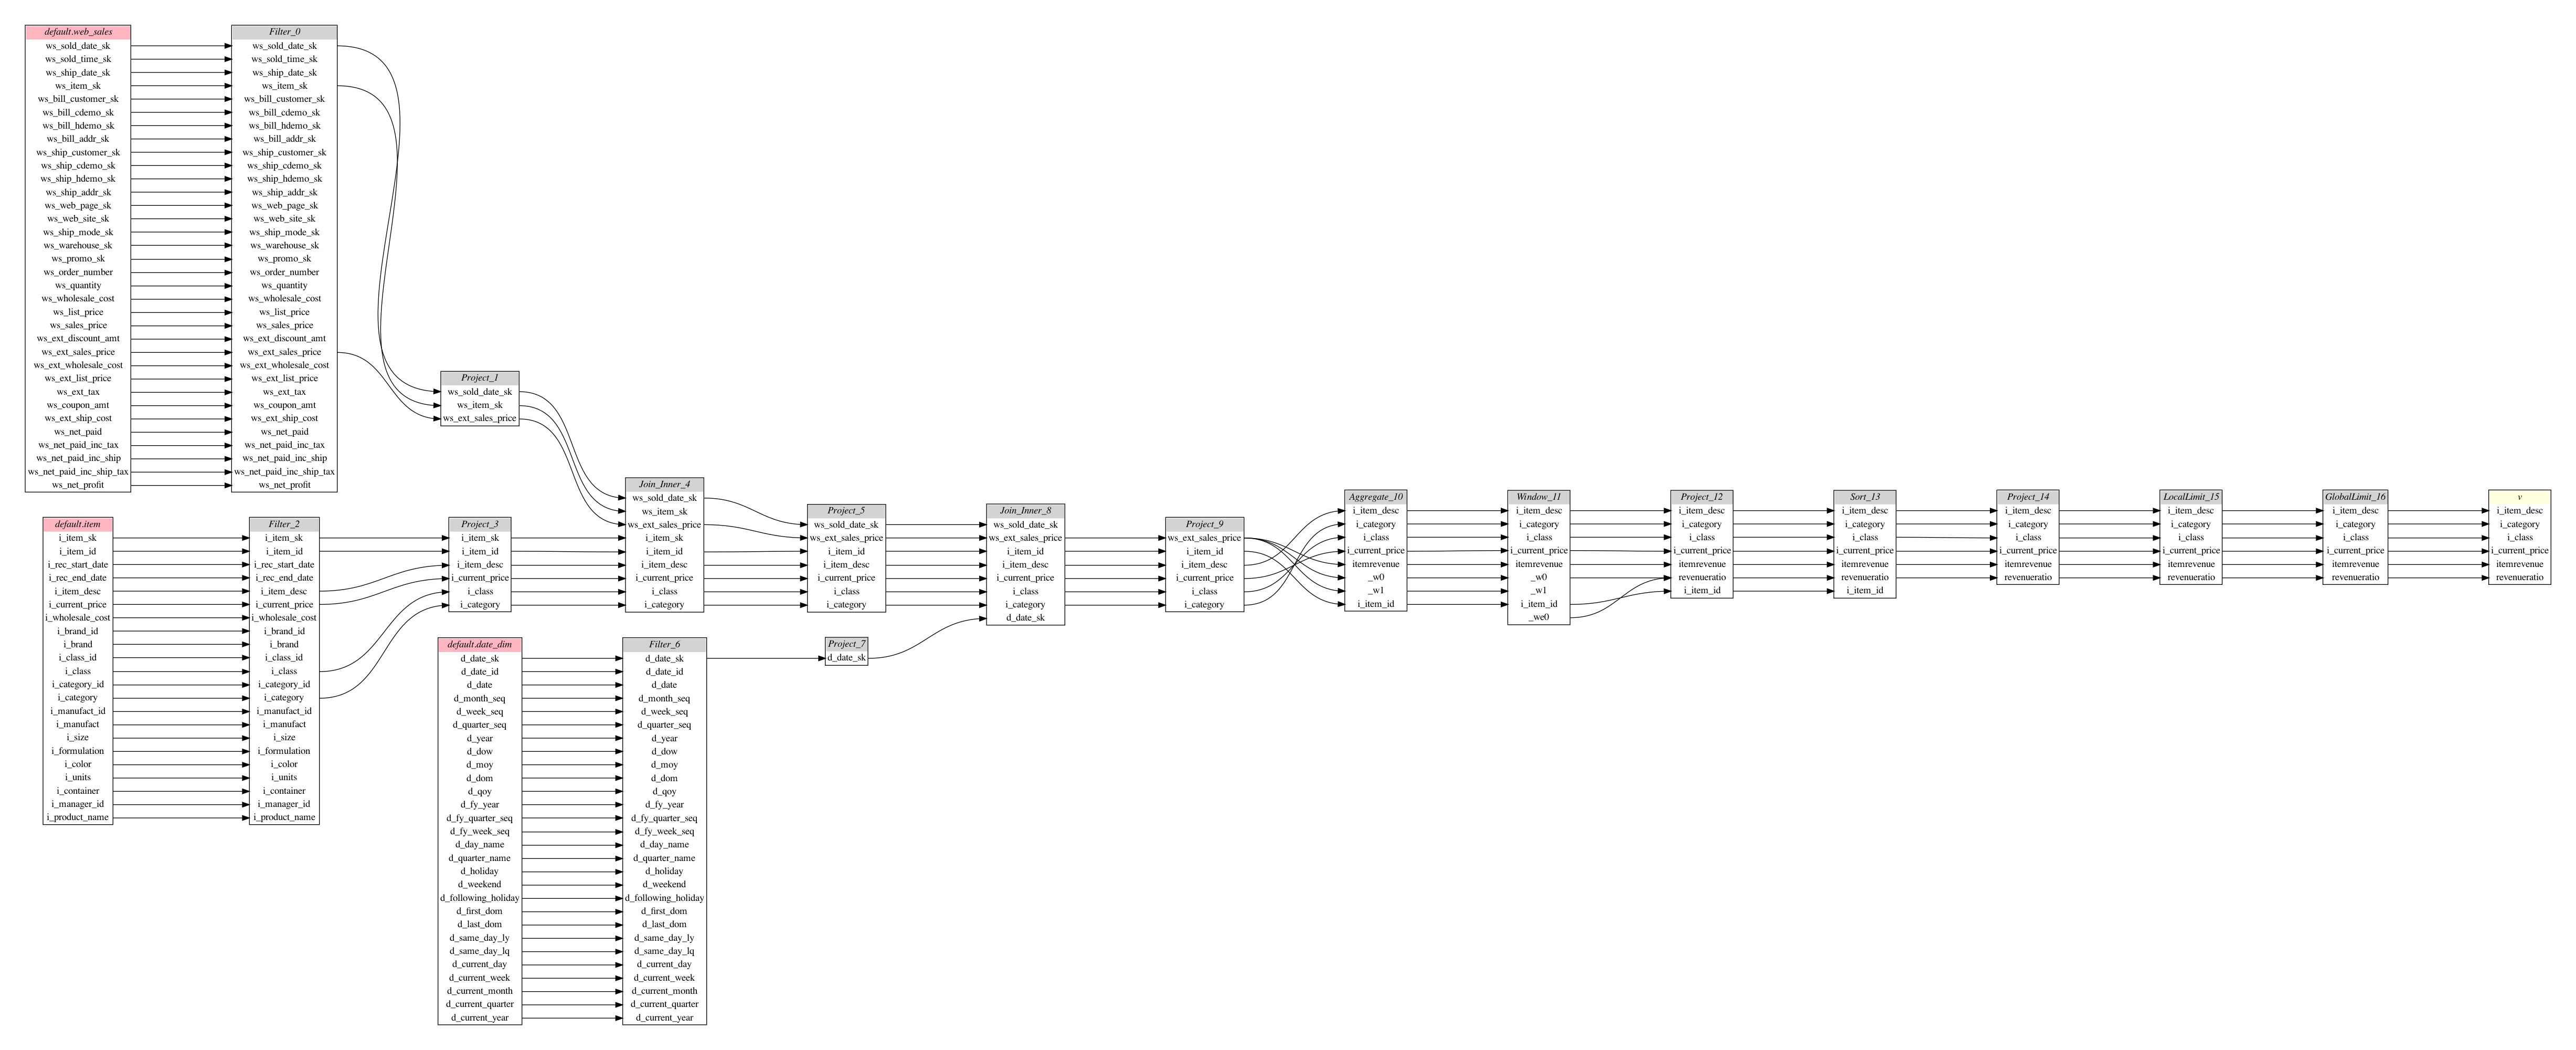 default.web_sales
ws_sold_date_sk
ws_sold_time_sk
ws_ship_date_sk
ws_item_sk
ws_bill_customer_sk
ws_bill_cdemo_sk
ws_bill_hdemo_sk
ws_bill_addr_sk
ws_ship_customer_sk
ws_ship_cdemo_sk
ws_ship_hdemo_sk
ws_ship_addr_sk
ws_web_page_sk
ws_web_site_sk
ws_ship_mode_sk
ws_warehouse_sk
ws_promo_sk
ws_order_number
ws_quantity
ws_wholesale_cost
ws_list_price
ws_sales_price
ws_ext_discount_amt
ws_ext_sales_price
ws_ext_wholesale_cost
ws_ext_list_price
ws_ext_tax
ws_coupon_amt
ws_ext_ship_cost
ws_net_paid
ws_net_paid_inc_tax
ws_net_paid_inc_ship
ws_net_paid_inc_ship_tax
ws_net_profit
Filter_0
ws_sold_date_sk
ws_sold_time_sk
ws_ship_date_sk
ws_item_sk
ws_bill_customer_sk
ws_bill_cdemo_sk
ws_bill_hdemo_sk
ws_bill_addr_sk
ws_ship_customer_sk
ws_ship_cdemo_sk
ws_ship_hdemo_sk
ws_ship_addr_sk
ws_web_page_sk
ws_web_site_sk
ws_ship_mode_sk
ws_warehouse_sk
ws_promo_sk
ws_order_number
ws_quantity
ws_wholesale_cost
ws_list_price
ws_sales_price
ws_ext_discount_amt
ws_ext_sales_price
ws_ext_wholesale_cost
ws_ext_list_price
ws_ext_tax
ws_coupon_amt
ws_ext_ship_cost
ws_net_paid
ws_net_paid_inc_tax
ws_net_paid_inc_ship
ws_net_paid_inc_ship_tax
ws_net_profit
default.item
i_item_sk
i_item_id
i_rec_start_date
i_rec_end_date
i_item_desc
i_current_price
i_wholesale_cost
i_brand_id
i_brand
i_class_id
i_class
i_category_id
i_category
i_manufact_id
i_manufact
i_size
i_formulation
i_color
i_units
i_container
i_manager_id
i_product_name
Filter_2
i_item_sk
i_item_id
i_rec_start_date
i_rec_end_date
i_item_desc
i_current_price
i_wholesale_cost
i_brand_id
i_brand
i_class_id
i_class
i_category_id
i_category
i_manufact_id
i_manufact
i_size
i_formulation
i_color
i_units
i_container
i_manager_id
i_product_name
Project_1
ws_sold_date_sk
ws_item_sk
ws_ext_sales_price
Project_3
i_item_sk
i_item_id
i_item_desc
i_current_price
i_class
i_category
default.date_dim
d_date_sk
d_date_id
d_date
d_month_seq
d_week_seq
d_quarter_seq
d_year
d_dow
d_moy
d_dom
d_qoy
d_fy_year
d_fy_quarter_seq
d_fy_week_seq
d_day_name
d_quarter_name
d_holiday
d_weekend
d_following_holiday
d_first_dom
d_last_dom
d_same_day_ly
d_same_day_lq
d_current_day
d_current_week
d_current_month
d_current_quarter
d_current_year
Join_Inner_4
ws_sold_date_sk
ws_item_sk
ws_ext_sales_price
i_item_sk
i_item_id
i_item_desc
i_current_price
i_class
i_category
Filter_6
d_date_sk
d_date_id
d_date
d_month_seq
d_week_seq
d_quarter_seq
d_year
d_dow
d_moy
d_dom
d_qoy
d_fy_year
d_fy_quarter_seq
d_fy_week_seq
d_day_name
d_quarter_name
d_holiday
d_weekend
d_following_holiday
d_first_dom
d_last_dom
d_same_day_ly
d_same_day_lq
d_current_day
d_current_week
d_current_month
d_current_quarter
d_current_year
Project_5
ws_sold_date_sk
ws_ext_sales_price
i_item_id
i_item_desc
i_current_price
i_class
i_category
Project_7
d_date_sk
Join_Inner_8
ws_sold_date_sk
ws_ext_sales_price
i_item_id
i_item_desc
i_current_price
i_class
i_category
d_date_sk
Project_9
ws_ext_sales_price
i_item_id
i_item_desc
i_current_price
i_class
i_category
Aggregate_10
i_item_desc
i_category
i_class
i_current_price
itemrevenue
_w0
_w1
i_item_id
Window_11
i_item_desc
i_category
i_class
i_current_price
itemrevenue
_w0
_w1
i_item_id
_we0
Project_12
i_item_desc
i_category
i_class
i_current_price
itemrevenue
revenueratio
i_item_id
Sort_13
i_item_desc
i_category
i_class
i_current_price
itemrevenue
revenueratio
i_item_id
Project_14
i_item_desc
i_category
i_class
i_current_price
itemrevenue
revenueratio
LocalLimit_15
i_item_desc
i_category
i_class
i_current_price
itemrevenue
revenueratio
GlobalLimit_16
i_item_desc
i_category
i_class
i_current_price
itemrevenue
revenueratio
v
i_item_desc
i_category
i_class
i_current_price
itemrevenue
revenueratio